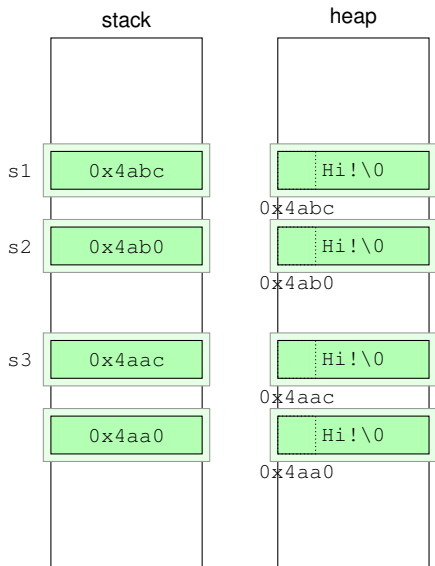 stack heap
s1 0x4abc Hi!\0
0x4abc
s2 0x4ab0 Hi!\0
0x4ab0
s3 0x4aac Hi!\0
0x4aac
0x4aa0 Hi!\0
0x4aa0